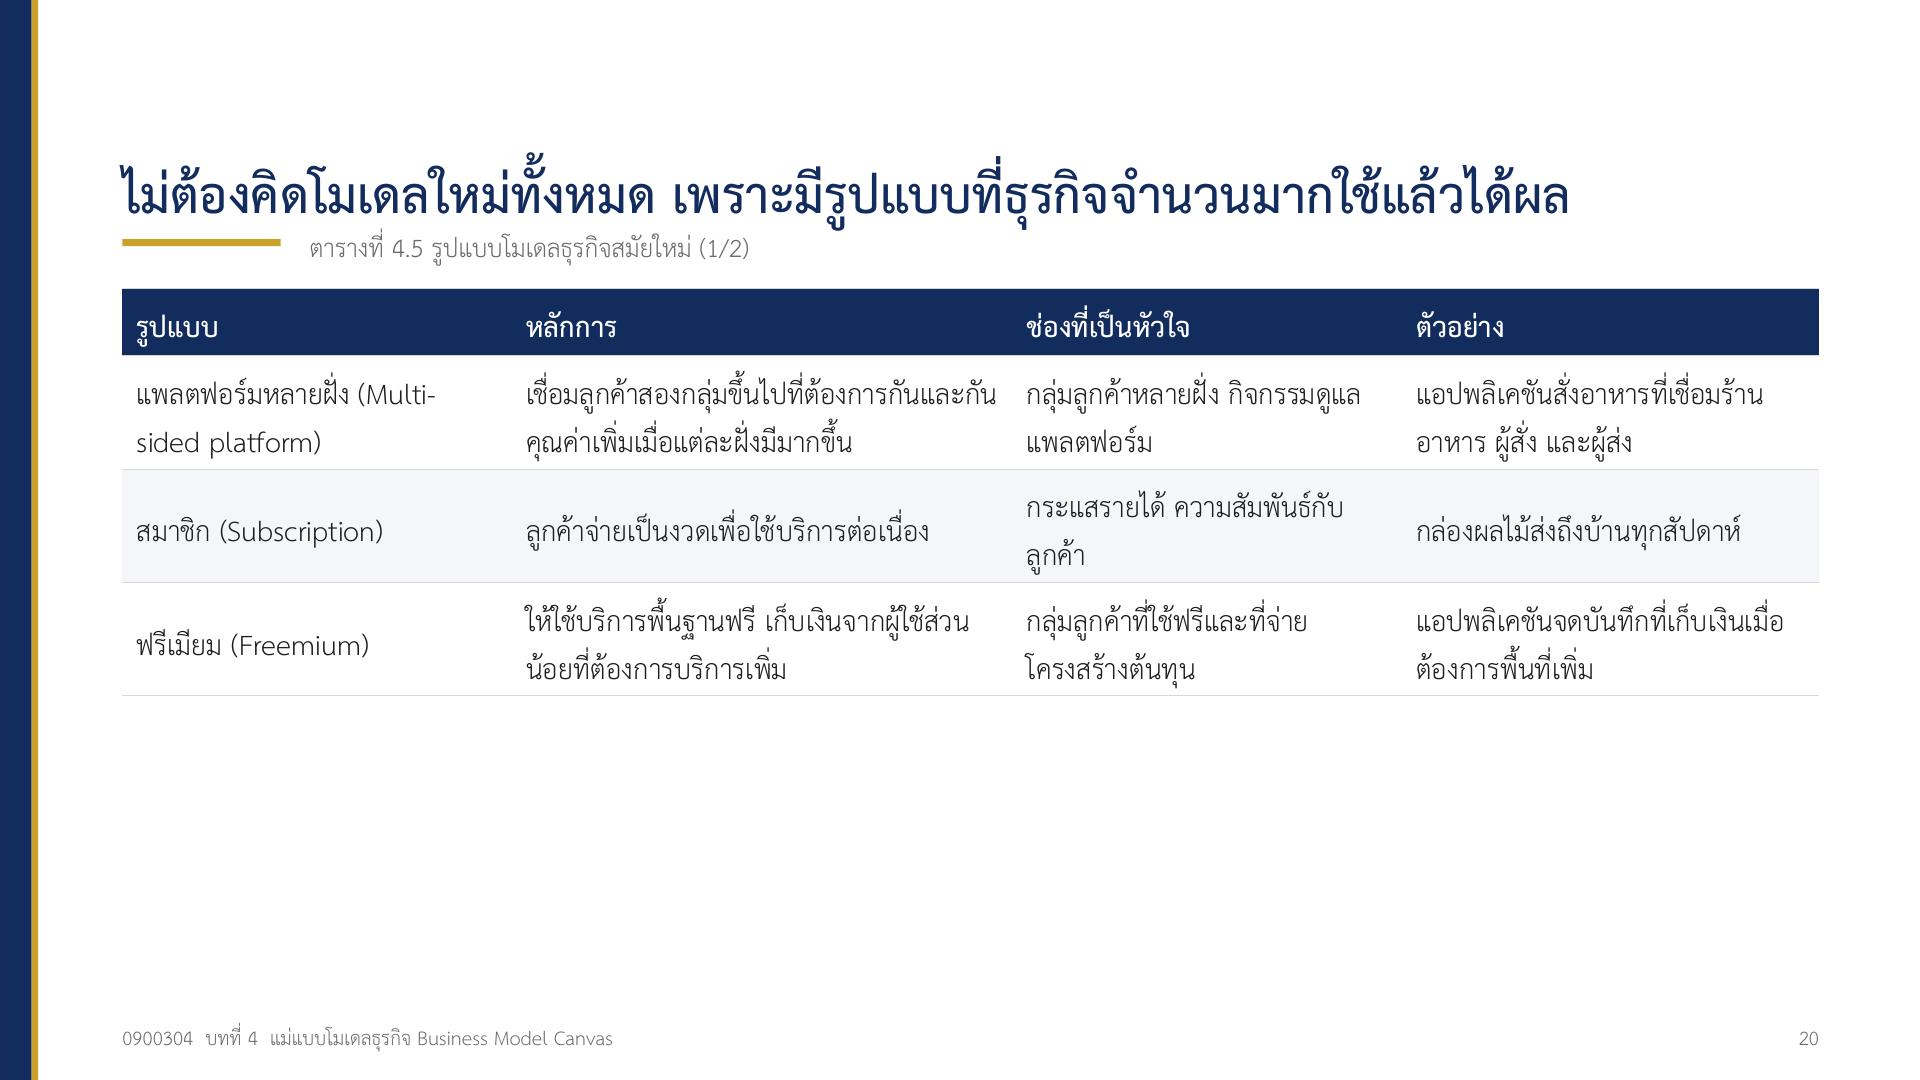 ไม่ต้องคิดโมเดลใหม่ทั้งหมด เพราะมีรูปแบบที่ธุรกิจจำนวนมากใช้แล้วได้ผล
ตารางที่ 4.5 รูปแบบโมเดลธุรกิจสมัยใหม่ (1/2)
รูปแบบ หลักการ ช่องที่เป็นหัวใจ ตัวอย่าง
แพลตฟอร์มหลายฝั่ง (Multi-
sided platform)
เชื่อมลูกค้าสองกลุ่มขึ้นไปที่ต้องการกันและกัน
คุณค่าเพิ่มเมื่อแต่ละฝั่งมีมากขึ้น
กลุ่มลูกค้าหลายฝั่ง กิจกรรมดูแล
แพลตฟอร์ม
แอปพลิเคชันสั่งอาหารที่เชื่อมร้าน
อาหาร ผู้สั่ง และผู้ส่ง
สมาชิก (Subscription)
ลูกค้าจ่ายเป็นงวดเพื่อใช้บริการต่อเนื่อง
กระแสรายได้ ความสัมพันธ์กับ
ลูกค้า
กล่องผลไม้ส่งถึงบ้านทุกสัปดาห์
ฟรีเมียม (Freemium)
ให้ใช้บริการพื้นฐานฟรี เก็บเงินจากผู้ใช้ส่วน
น้อยที่ต้องการบริการเพิ่ม
กลุ่มลูกค้าที่ใช้ฟรีและที่จ่าย
โครงสร้างต้นทุน
แอปพลิเคชันจดบันทึกที่เก็บเงินเมื่อ
ต้องการพื้นที่เพิ่ม
0900304 บทที่ 4 แม่แบบโมเดลธุรกิจ Business Model Canvas
20